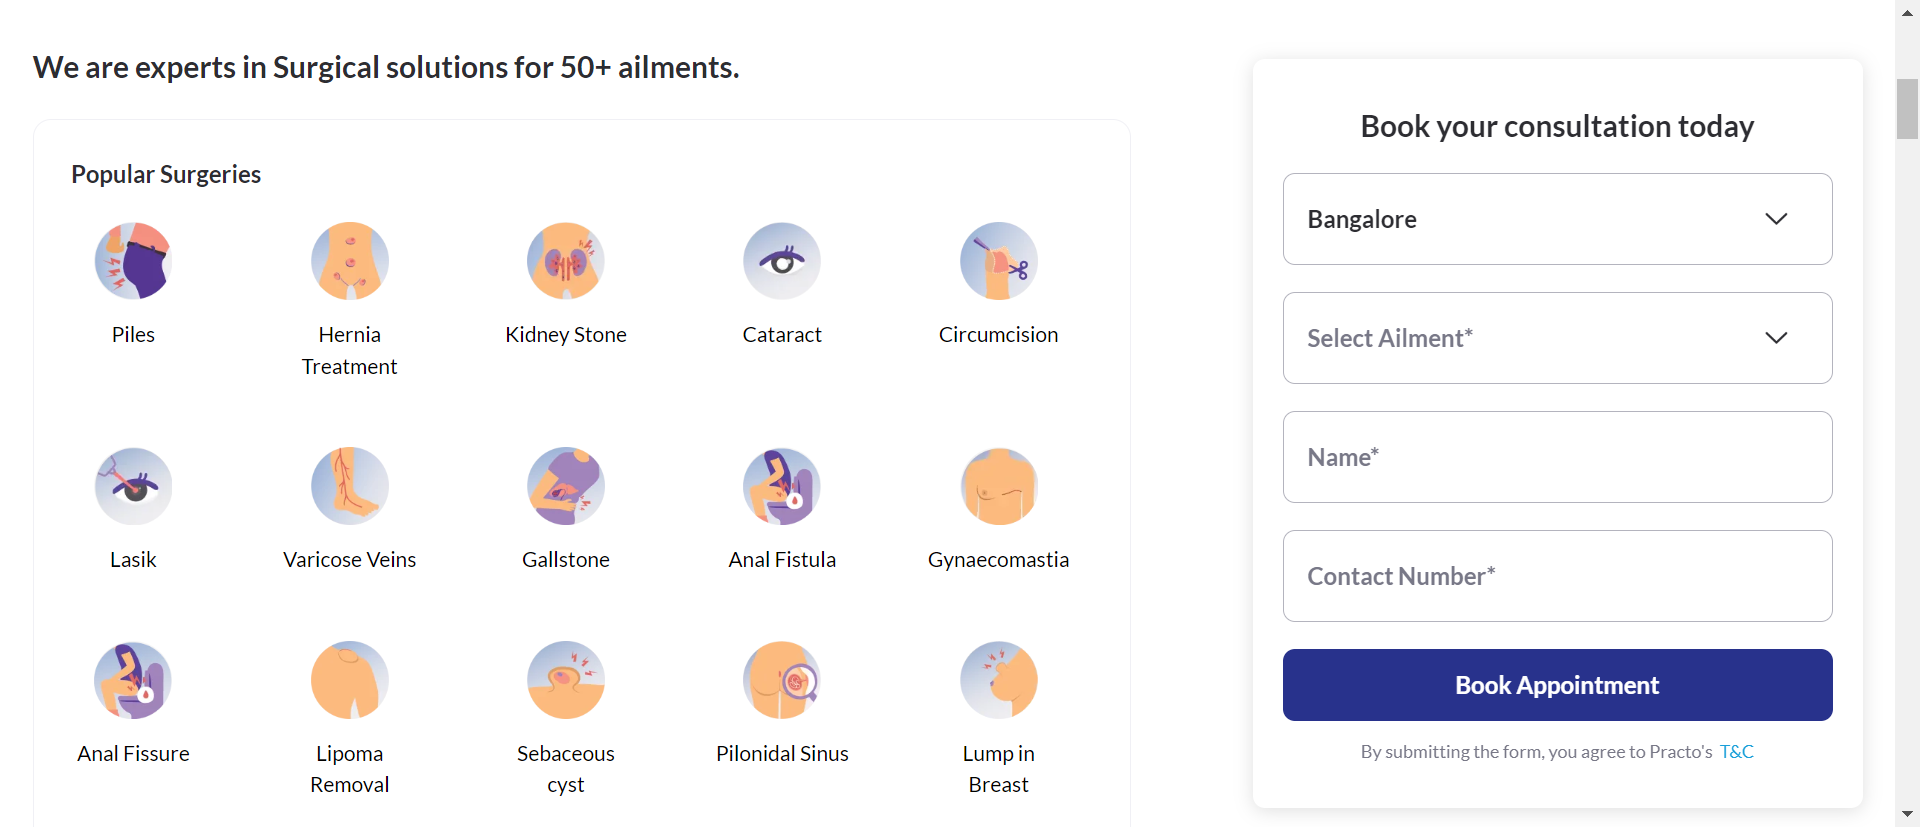 We are experts in Surgical solutions for 50+ ailments.
Popular Surgeries
Piles
Hernia
Treatment
Kidney Stone
Cataract
Circumcision
Lasik
Varicose Veins
Gallstone
Anal Fistula
Gynaecomastia
Anal Fissure
Lipoma
Removal
Sebaceous
cyst
Pilonidal Sinus
Lump in
Breast
Book your consultation today
Bangalore
Select Ailment*
Name*
Contact Number*
Book Appointment
By submitting the form, you agree to Practo's T&C